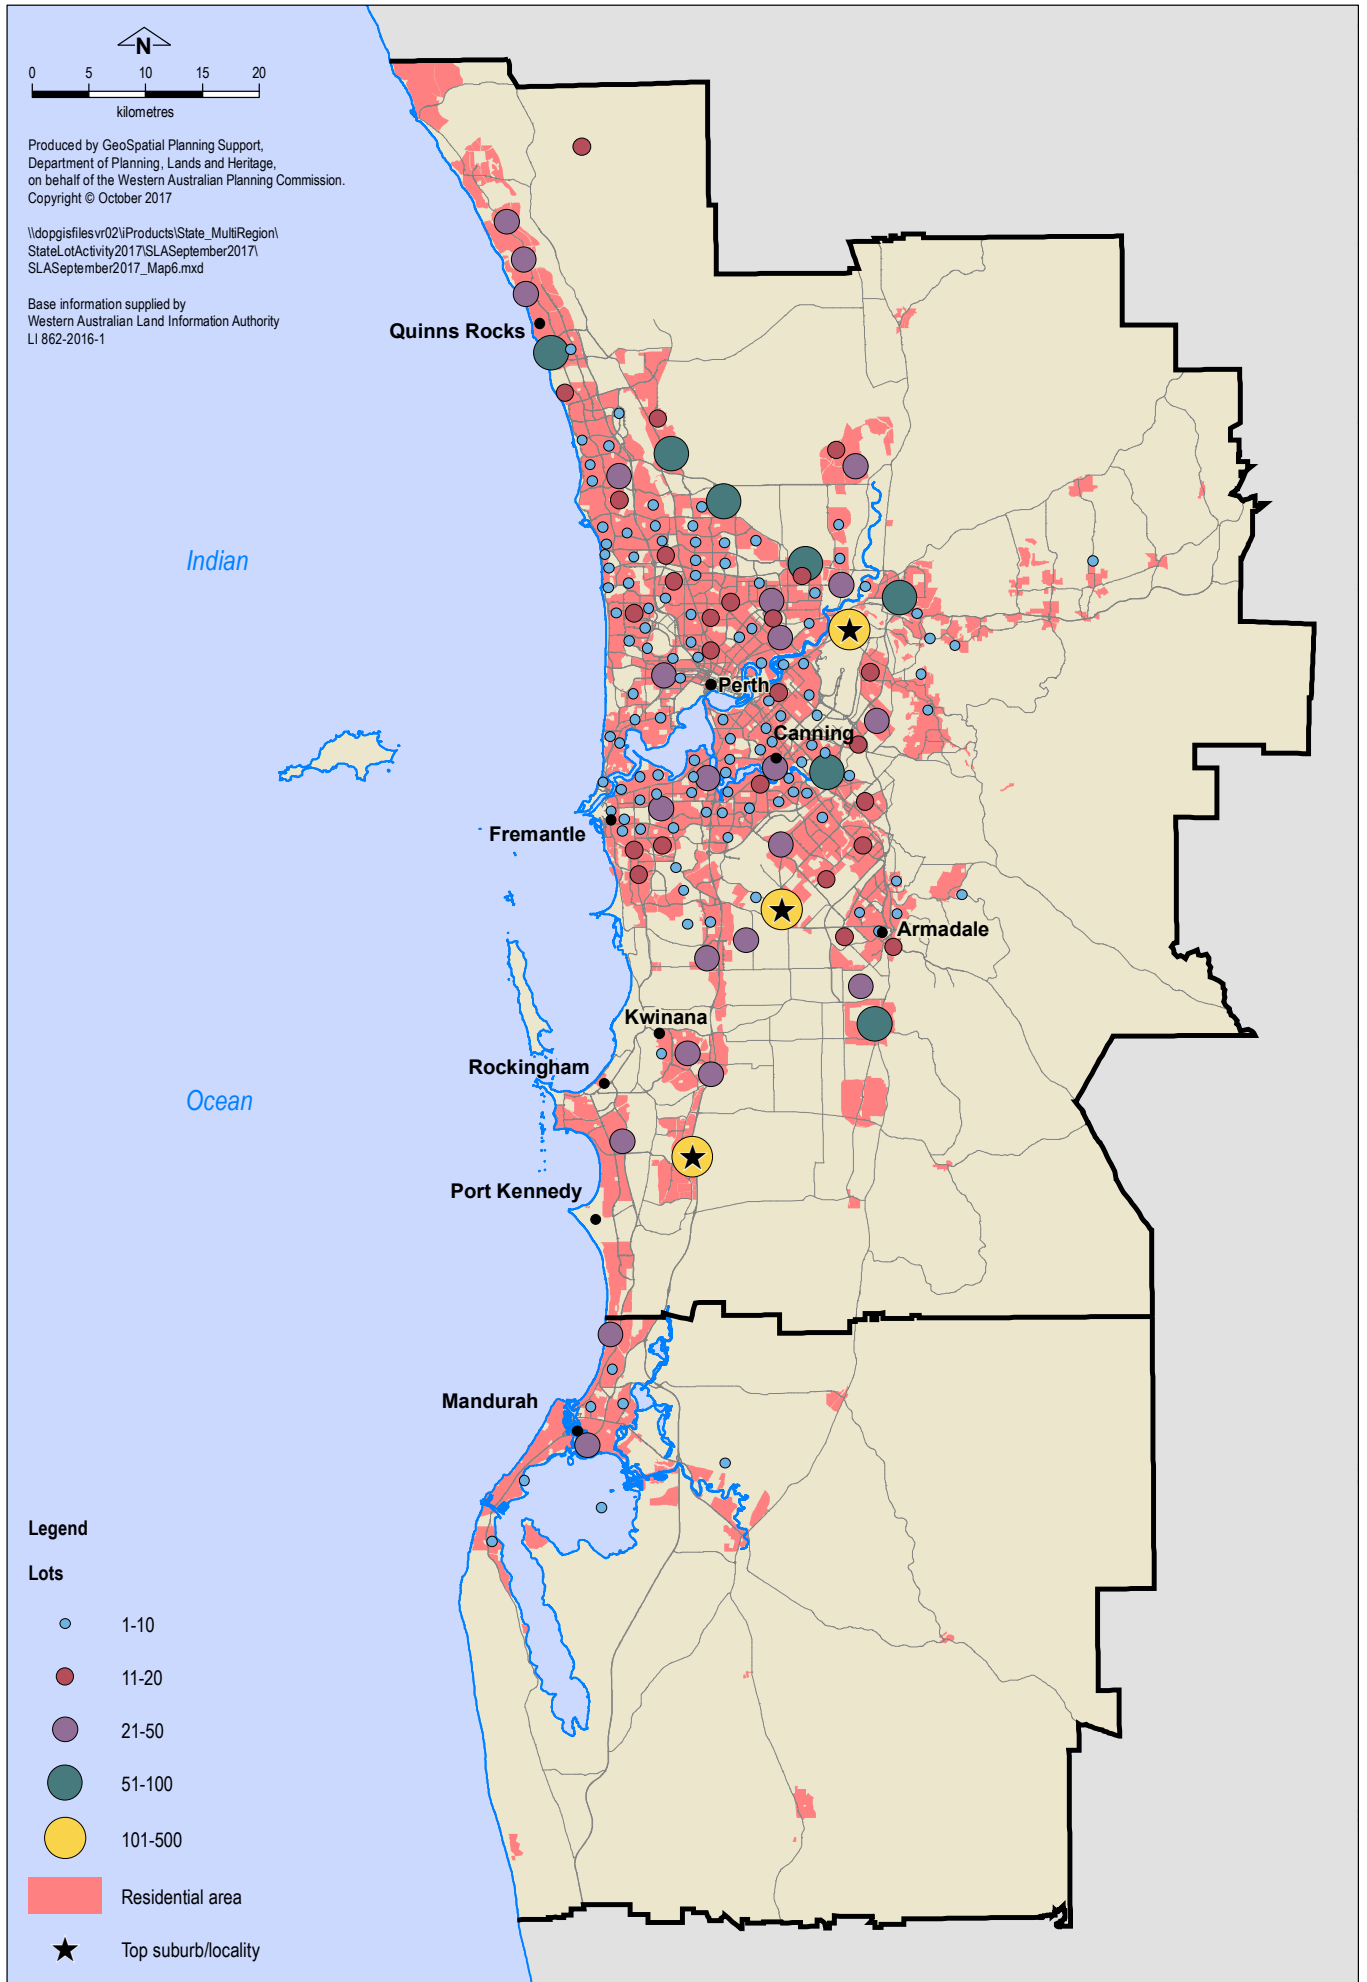 N
0 5 10 15 20
kilometres
Produced by GeoSpatial Planning Support,
Department of Planning, Lands and Heritage,
on behalf of the Western Australian Planning Commission.
Copyright © October 2017
\\dopgisfilesvr02\iProducts\State_MultiRegion\
StateLotActivity2017\SLASeptember2017\
SLASeptember2017_Map6.mxd
Base information supplied by
Western Australian Land Information Authority
LI 862-2016-1
Quinns Rocks
Indian
Perth
Canning
Fremantle
Armadale
Kwinana
Rockingham
Ocean
Port Kennedy
Mandurah
Legend
Lots
1-10
11-20
21-50
51-100
101-500
Residential area
Top suburb/locality